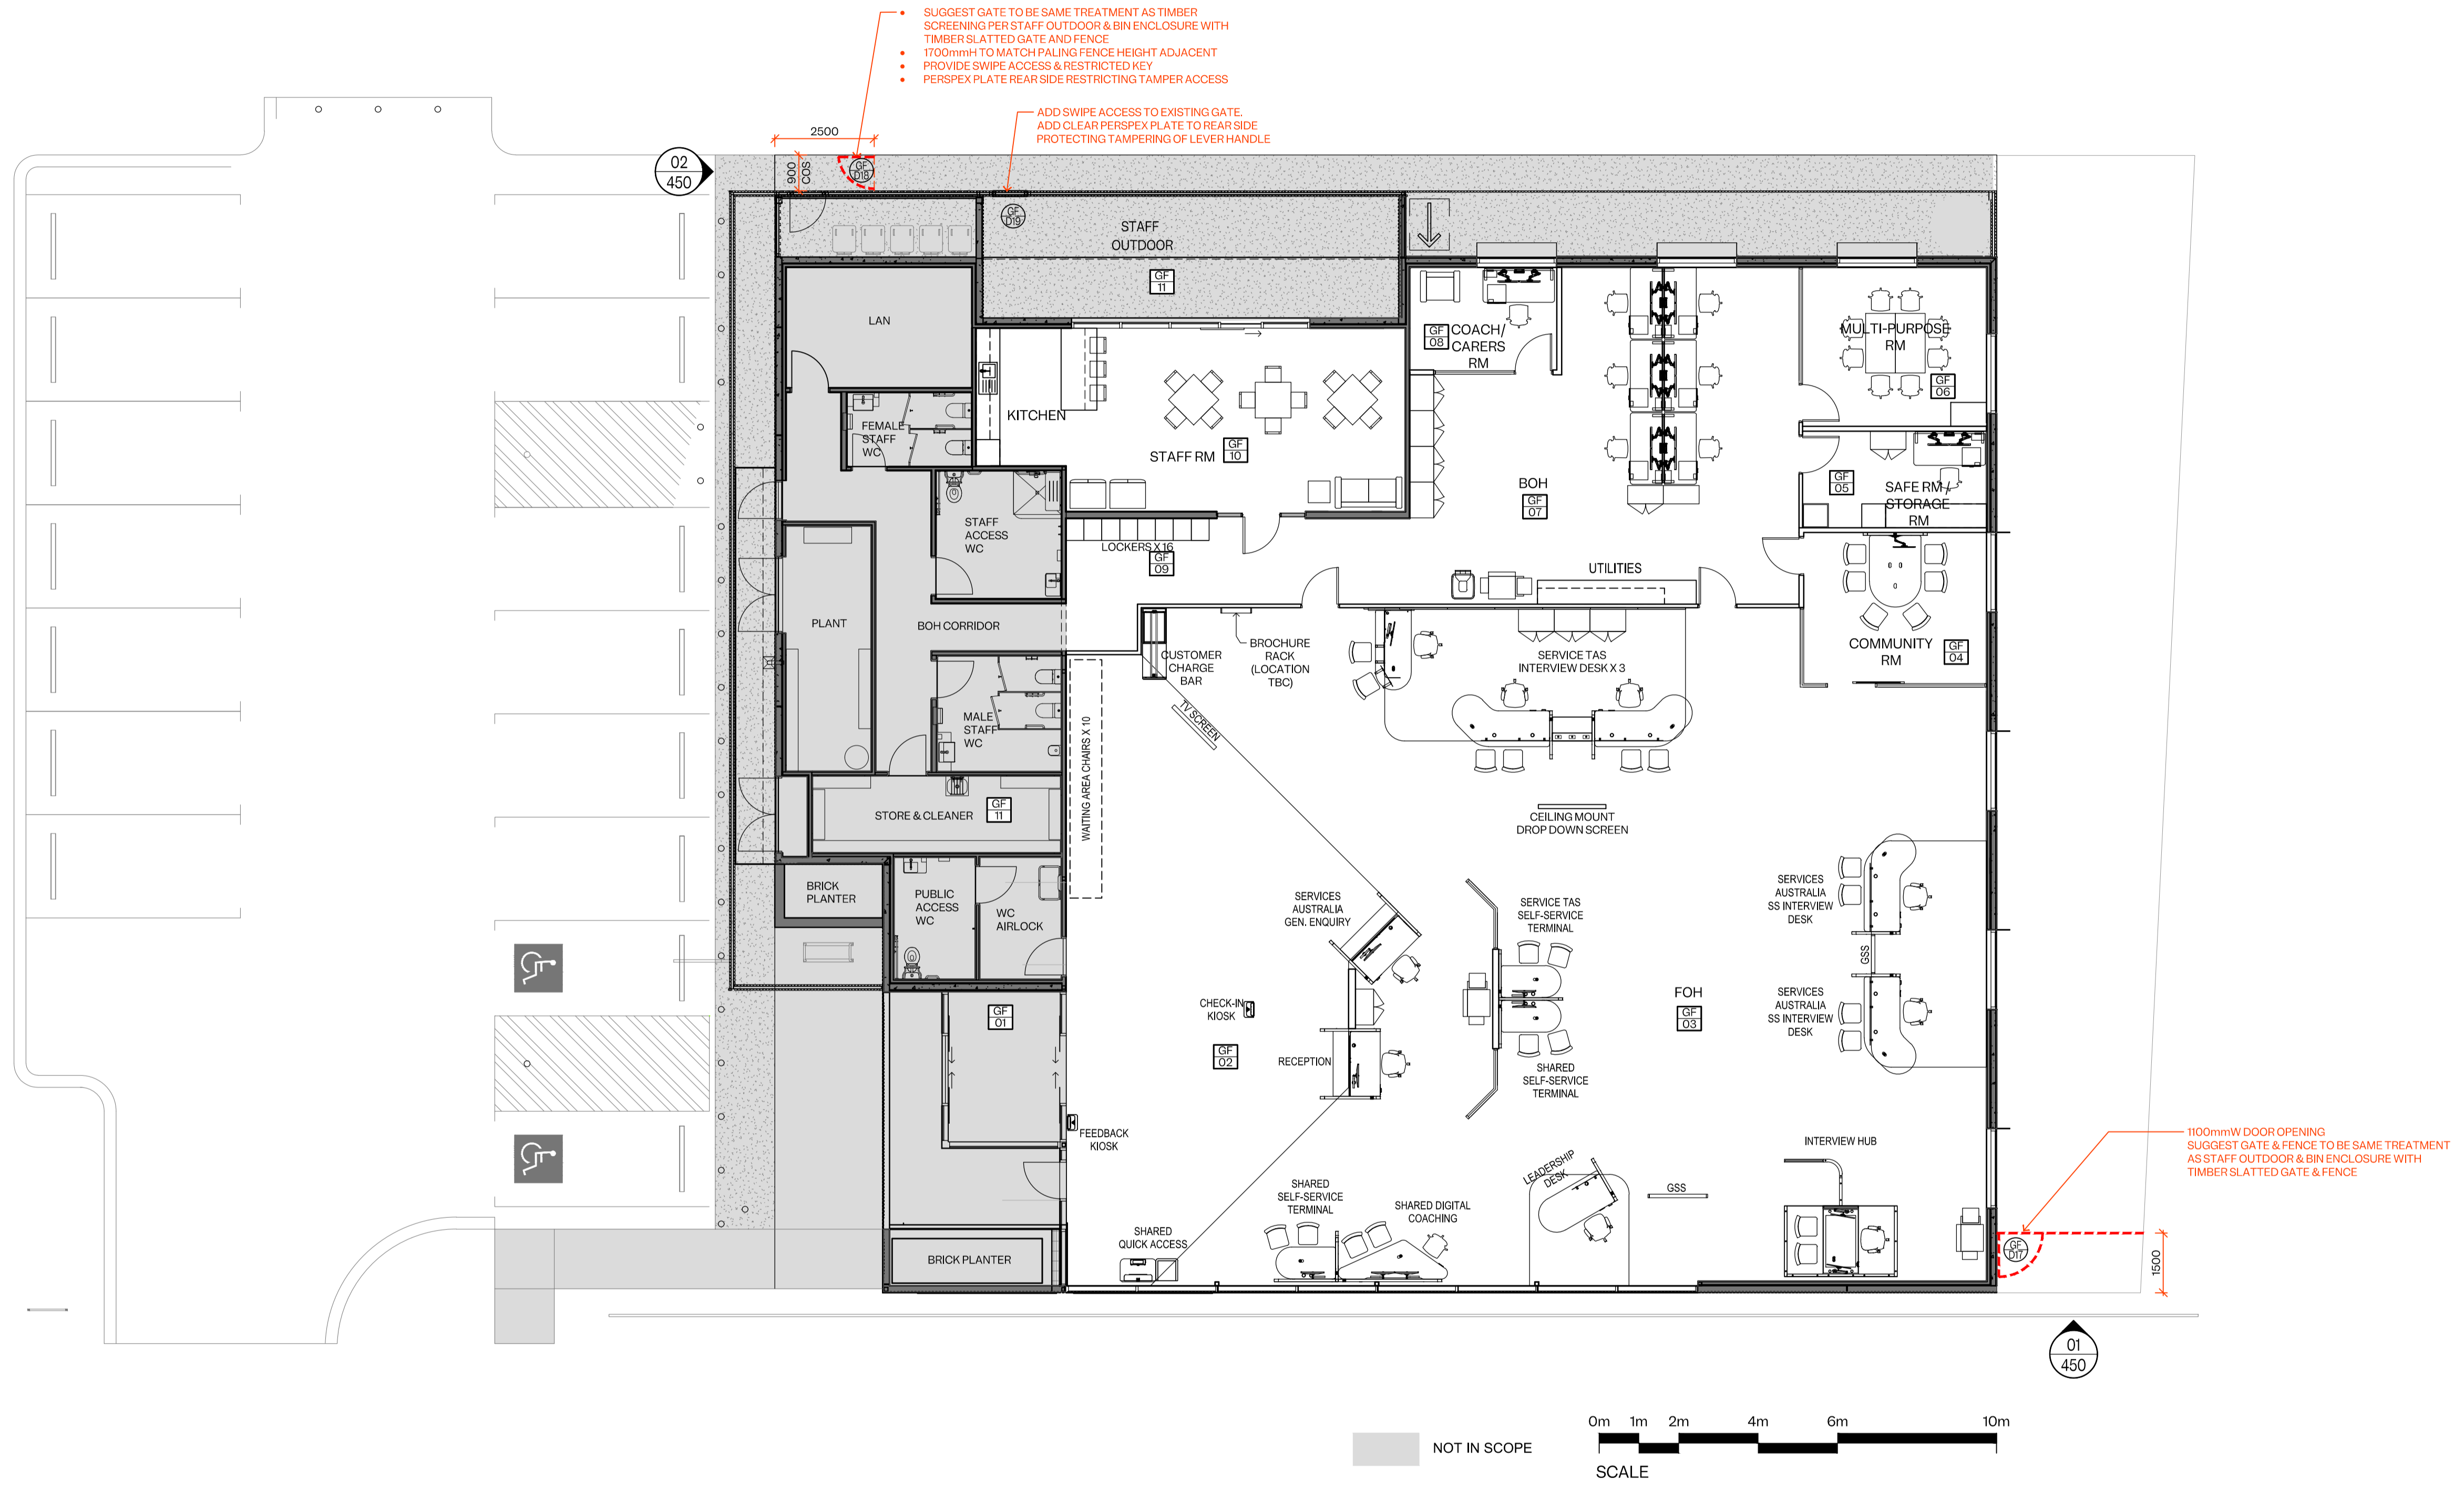 • SUGGEST GATE TO BE SAME TREATMENT AS TIMBER
SCREENING PER STAFF OUTDOOR & BIN ENCLOSURE WITH
TIMBER SLATTED GATE AND FENCE
• 1700mmH TO MATCH PALING FENCE HEIGHT ADJACENT
• PROVIDE SWIPE ACCESS & RESTRICTED KEY
• PERSPEX PLATE REAR SIDE RESTRICTING TAMPER ACCESS
ADD SWIPE ACCESS TO EXISTING GATE.
ADD CLEAR PERSPEX PLATE TO REAR SIDE
PROTECTING TAMPERING OF LEVER HANDLE
2500
02
450
900
COS
GF
D18
GF
D19
STAFF
OUTDOOR
GF
11
LAN
GF
08
COACH/
CARERS
RM
MULTI-PURPOSE
RM
GF
06
KITCHEN
FEMALE
STAFF
WC
STAFF RM
GF
10
BOH
GF
07
GF
05
SAFE RM /
STORAGE
RM
STAFF
ACCESS
WC
LOCKERS X 16
GF
09
UTILITIES
PLANT
BOH CORRIDOR
COMMUNITY
RM
GF
04
CUSTOMER
CHARGE
BAR
BROCHURE
RACK
(LOCATION
TBC)
SERVICE TAS
INTERVIEW DESK X 3
TV SCREEN
MALE
STAFF
WC
WAITING AREA CHAIRS X 10
STORE & CLEANER
GF
11
CEILING MOUNT
DROP DOWN SCREEN
BRICK
PLANTER
PUBLIC
ACCESS
WC
WC
AIRLOCK
SERVICES
AUSTRALIA
GEN. ENQUIRY
SERVICE TAS
SELF-SERVICE
TERMINAL
SERVICES
AUSTRALIA
SS INTERVIEW
DESK
GSS
SERVICES
AUSTRALIA
SS INTERVIEW
DESK
GF
01
CHECK-IN
KIOSK
GF
02
RECEPTION
FOH
GF
03
SHARED
SELF-SERVICE
TERMINAL
FEEDBACK
KIOSK
INTERVIEW HUB
1100mmW DOOR OPENING
SUGGEST GATE & FENCE TO BE SAME TREATMENT
AS STAFF OUTDOOR & BIN ENCLOSURE WITH
TIMBER SLATTED GATE & FENCE
LEADERSHIP
DESK
GSS
SHARED
SELF-SERVICE
TERMINAL
SHARED DIGITAL
COACHING
SHARED
QUICK ACCESS
BRICK PLANTER
GF
D17
1500
01
450
NOT IN SCOPE
0m 1m 2m 4m 6m 10m
SCALE